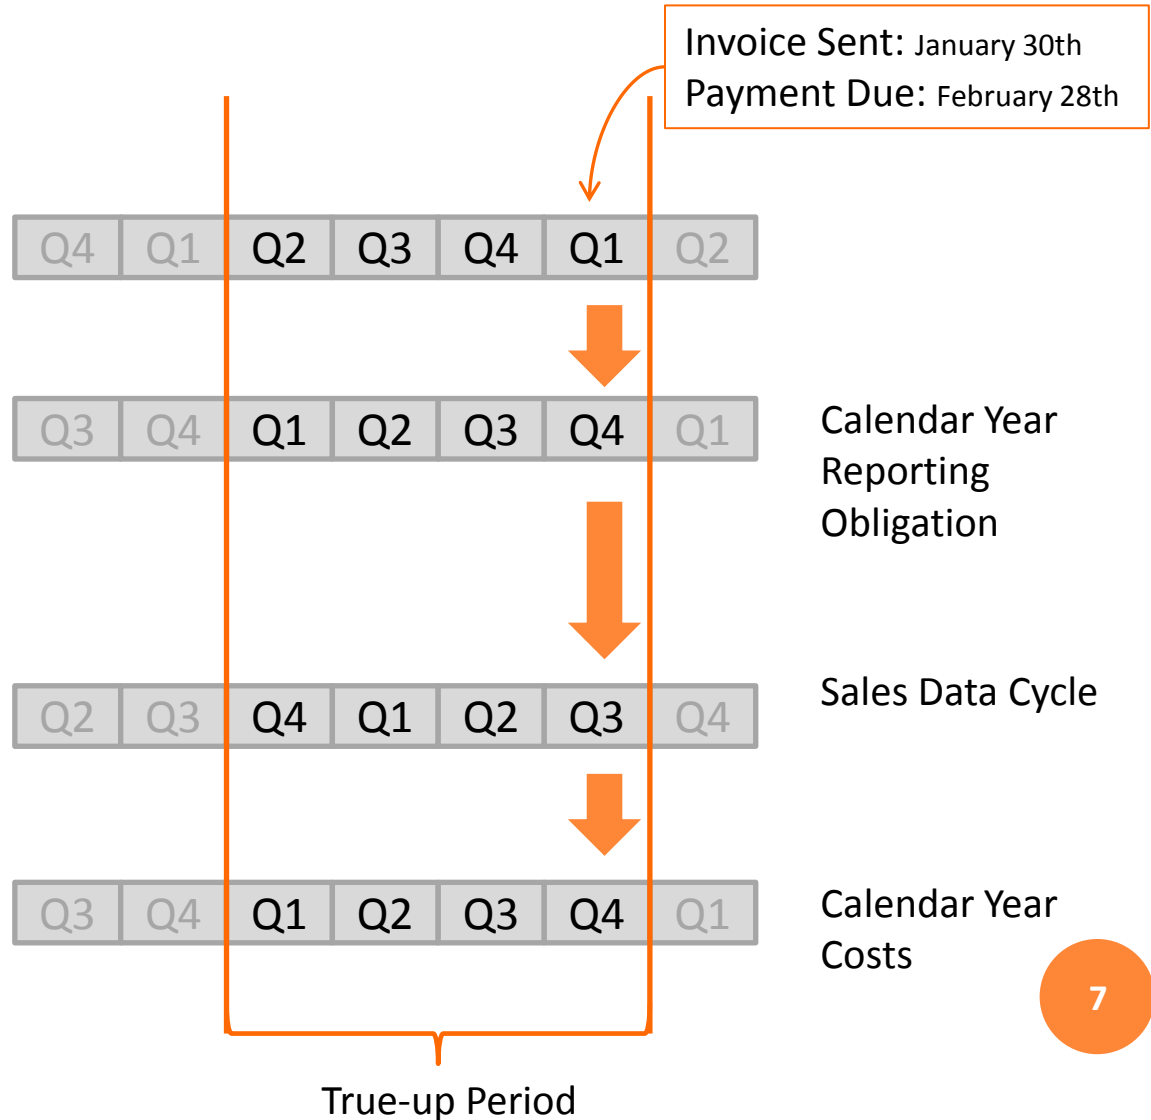 Invoice Sent: January 30th
Payment Due: February 28th
Q4 Q1 Q2 Q3 Q4 Q1 Q2
Q3 Q4 Q1 Q2 Q3 Q4 Q1
Calendar Year
Reporting
Obligation
Q2 Q3 Q4 Q1 Q2 Q3 Q4
Sales Data Cycle
Q3 Q4 Q1 Q2 Q3 Q4 Q1
Calendar Year
Costs
7
True-up Period